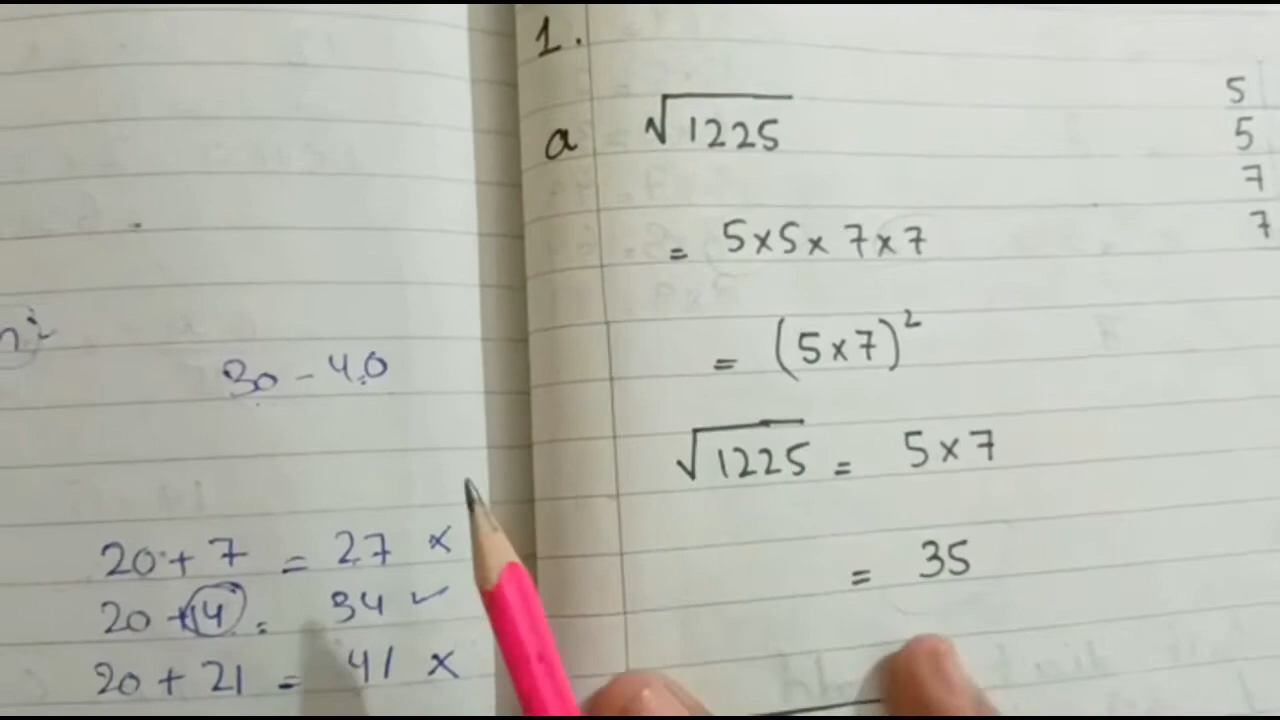 30 - 40
20 + 7 = 27 ×
20 + 14 = 34 ✓
20 + 21 = 41 ×
1.
a √1225
= 5×5×7×7
= (5×7)²
√1225 = 5×7
= 35
5
5
7
7